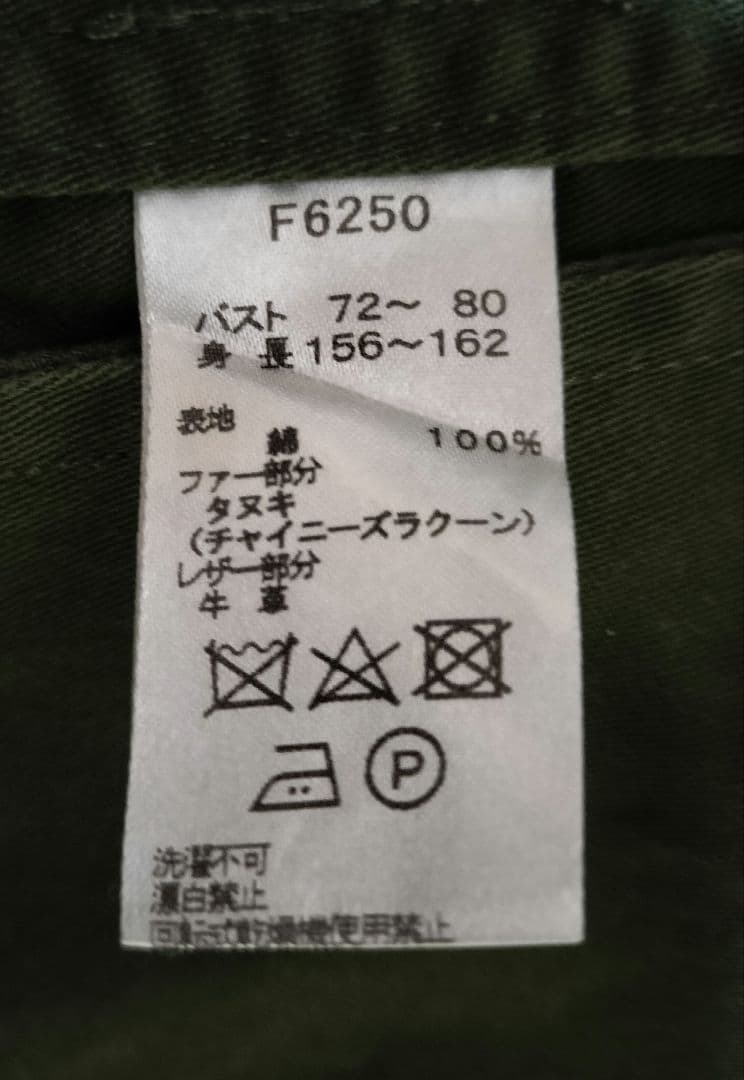 F6250
バスト 72～ 80
身 長 156～162
表地
綿 100%
ファー部分
タヌキ
(チャイニーズラクーン)
レザー部分
牛 革
P
洗濯不可
漂白禁止
回転式乾燥機使用禁止